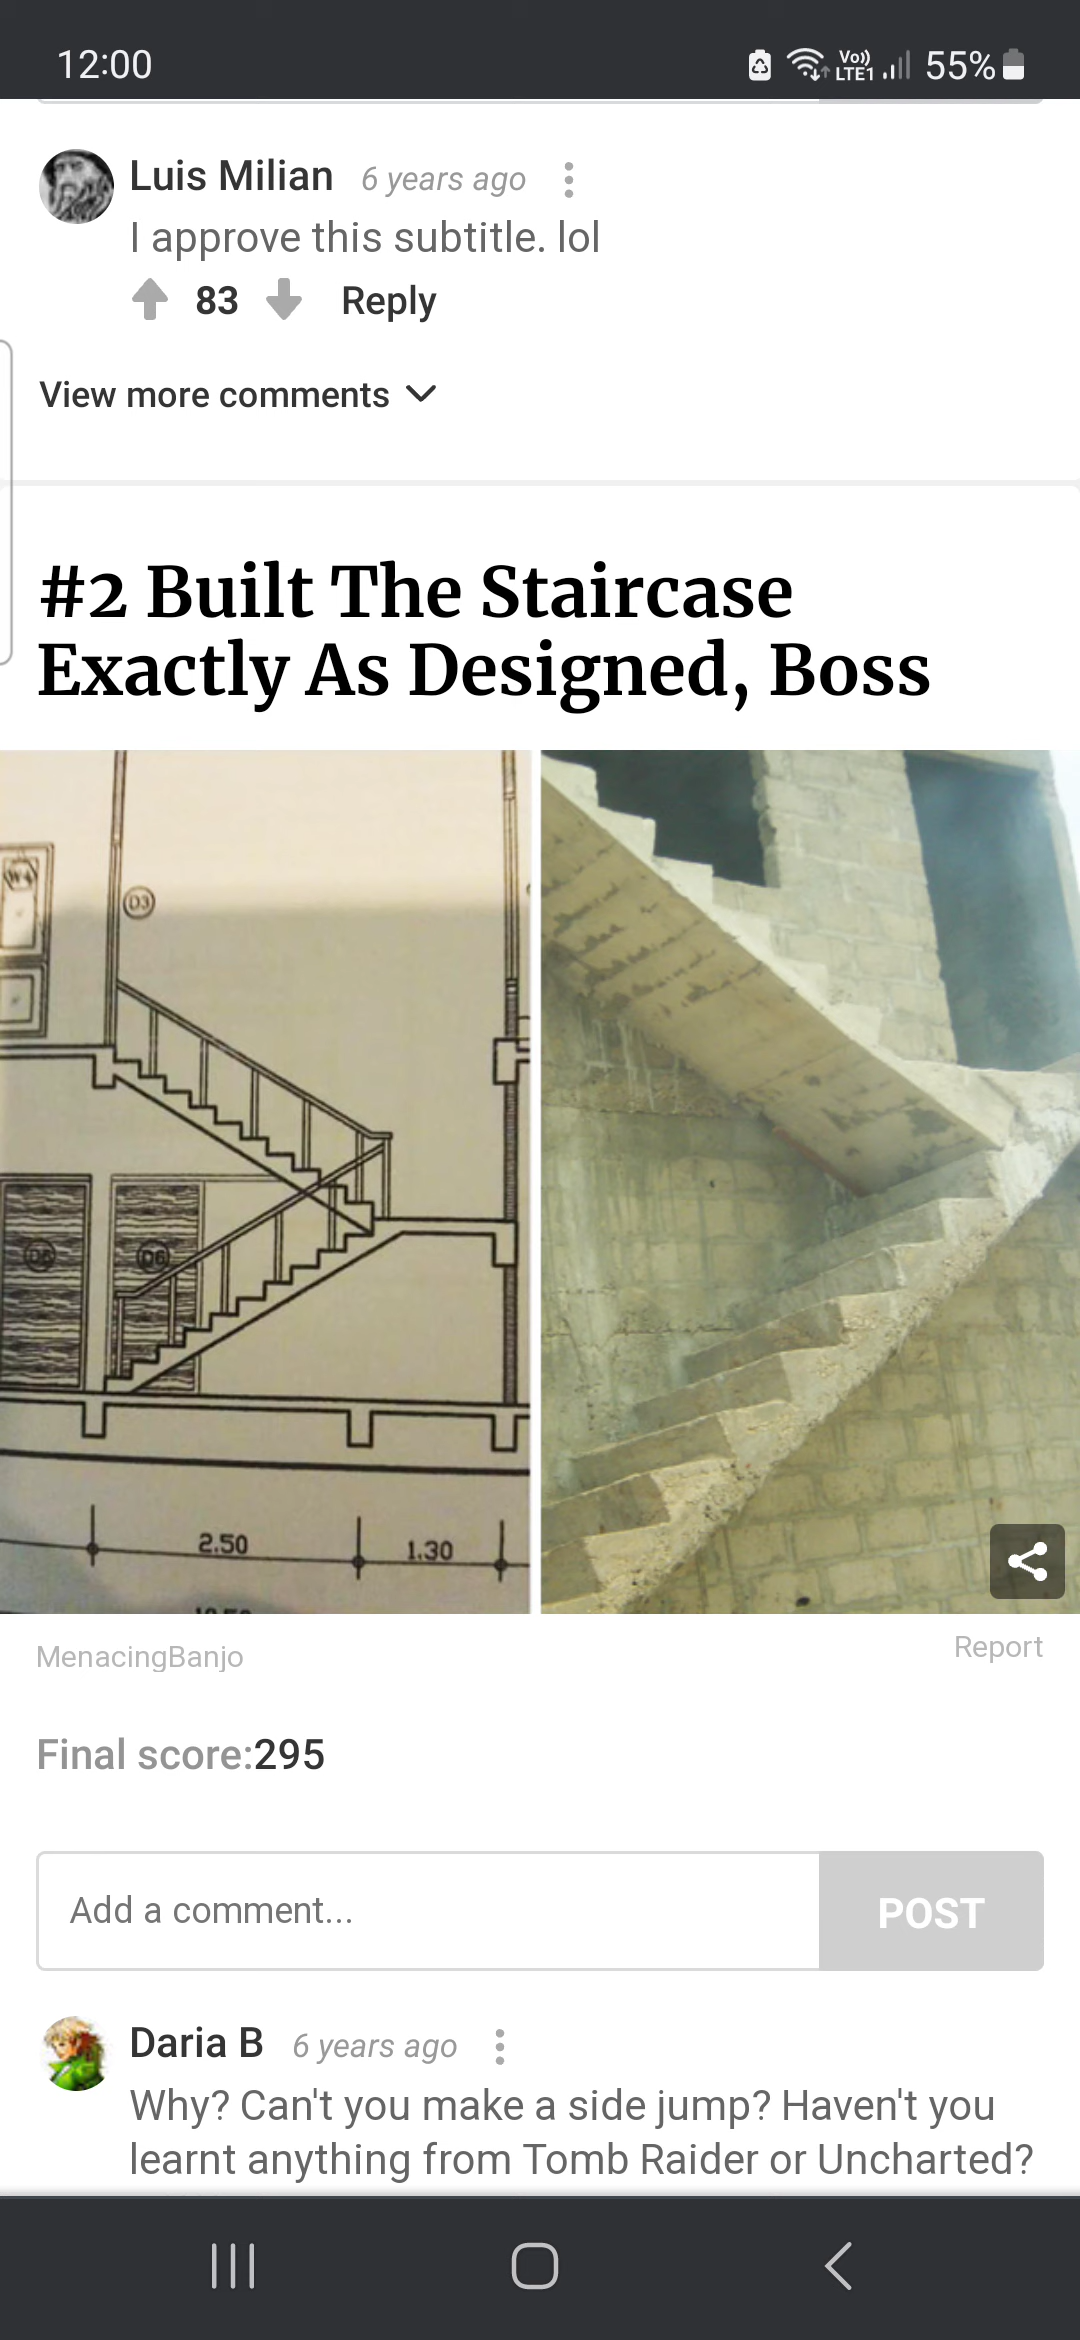 12:00
Vo))
LTE1
55%
Luis Milian 6 years ago
I approve this subtitle. lol
83 Reply
View more comments
#2 Built The Staircase
Exactly As Designed, Boss
W4
D3
D6
2.50
1.30
MenacingBanjo
Report
Final score:295
Add a comment...
POST
Daria B 6 years ago
Why? Can't you make a side jump? Haven't you
learnt anything from Tomb Raider or Uncharted?